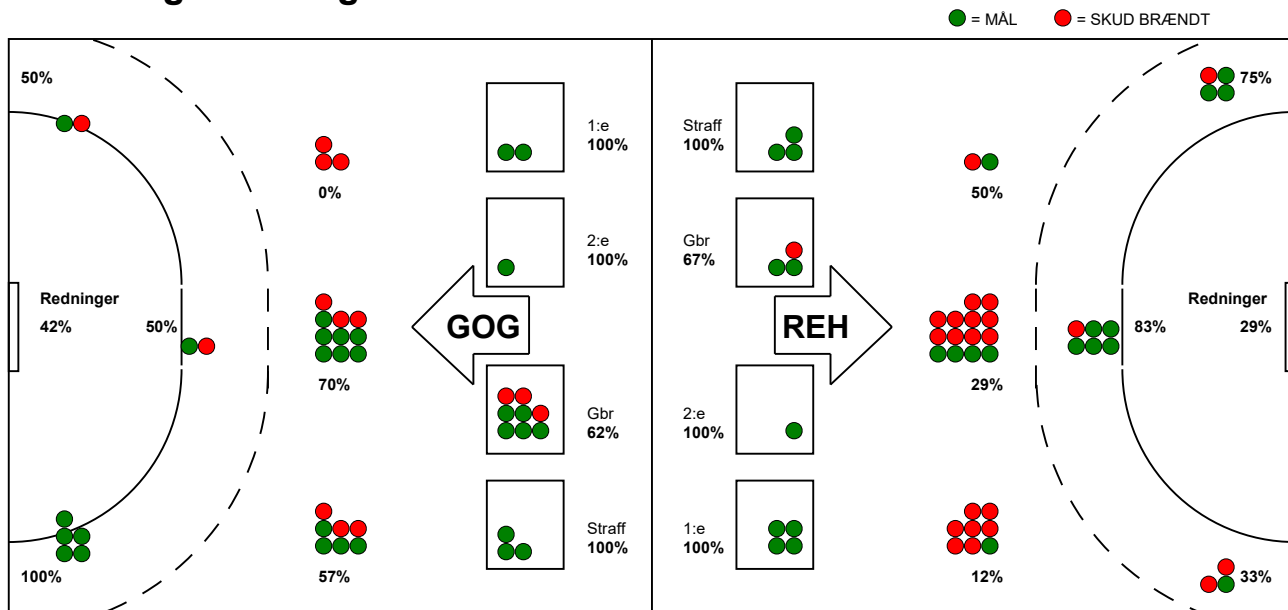 = MÅL
= SKUD BRÆNDT
50%
0%
1:e
100%
Straff
100%
50%
75%
2:e
100%
Gbr
67%
Redninger
42%
50%
GOG
REH
83%
Redninger
29%
70%
29%
Gbr
62%
2:e
100%
Straff
100%
1:e
100%
100%
57%
12%
33%